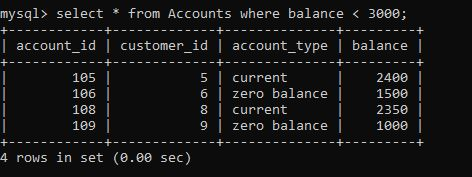 mysql> select * from Accounts where balance < 3000;
+------------+-------------+--------------+---------+
| account_id | customer_id | account_type | balance |
+------------+-------------+--------------+---------+
|        105 |           5 | current      |    2400 |
|        106 |           6 | zero balance |    1500 |
|        108 |           8 | current      |    2350 |
|        109 |           9 | zero balance |    1000 |
+------------+-------------+--------------+---------+
4 rows in set (0.00 sec)